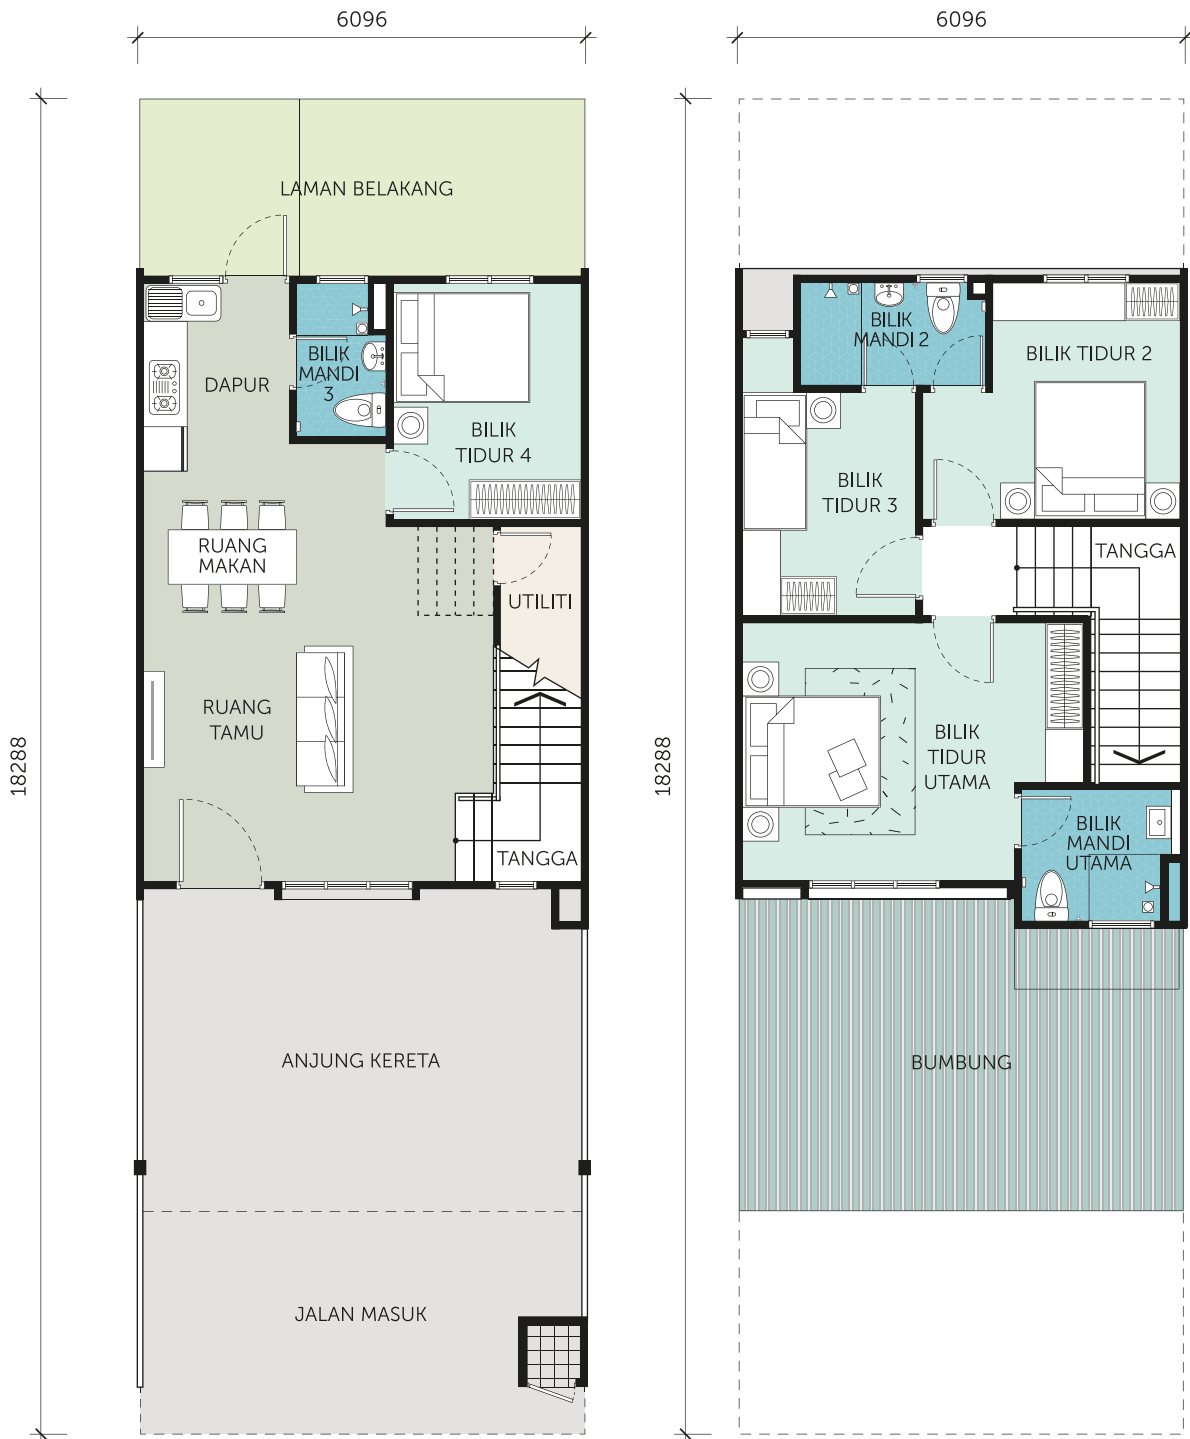 6096
LAMAN BELAKANG
DAPUR
BILIK
MANDI
3
BILIK
TIDUR 4
RUANG
MAKAN
UTILITI
RUANG
TAMU
18288
TANGGA
ANJUNG KERETA
JALAN MASUK
6096
BILIK
MANDI 2
BILIK TIDUR 2
BILIK
TIDUR 3
TANGGA
BILIK
TIDUR
UTAMA
18288
BILIK
MANDI
UTAMA
BUMBUNG